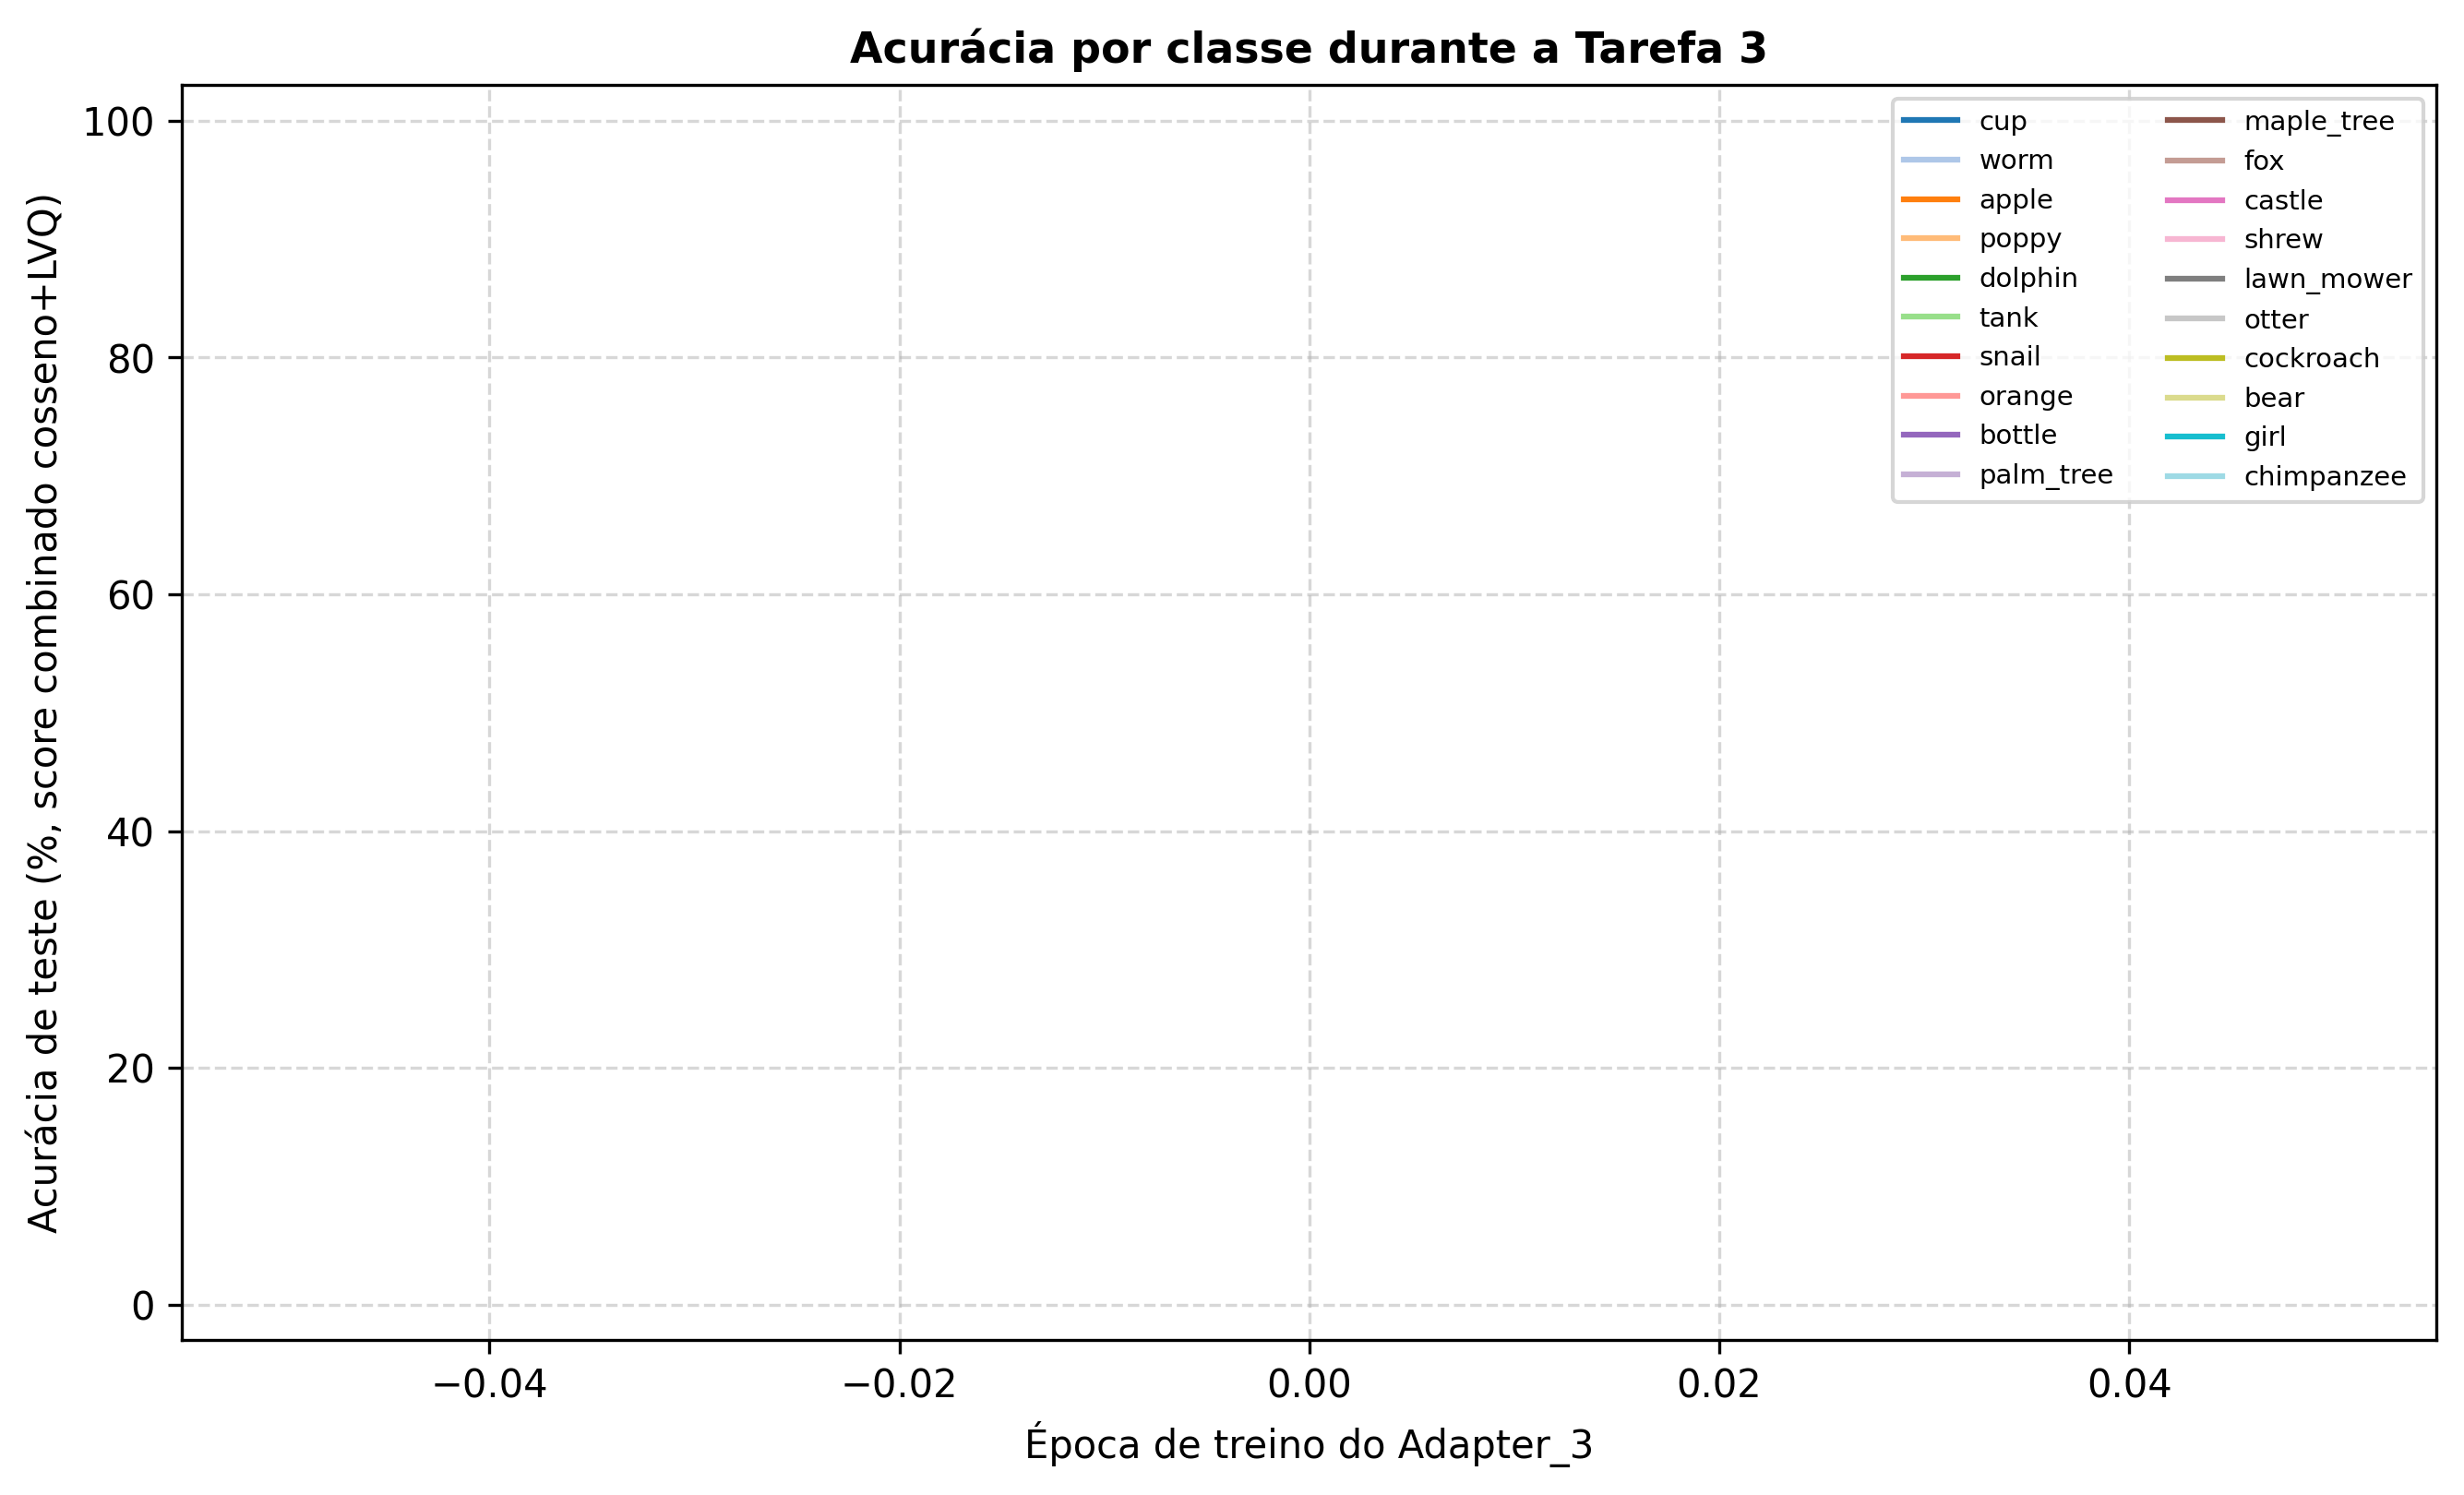 Acurácia por classe durante a Tarefa 3
Acurácia de teste (%, score combinado cosseno+LVQ)
100
80
60
40
20
0
cup
worm
apple
poppy
dolphin
tank
snail
orange
bottle
palm_tree
maple_tree
fox
castle
shrew
lawn_mower
otter
cockroach
bear
girl
chimpanzee
−0.04
−0.02
0.00
0.02
0.04
Época de treino do Adapter_3